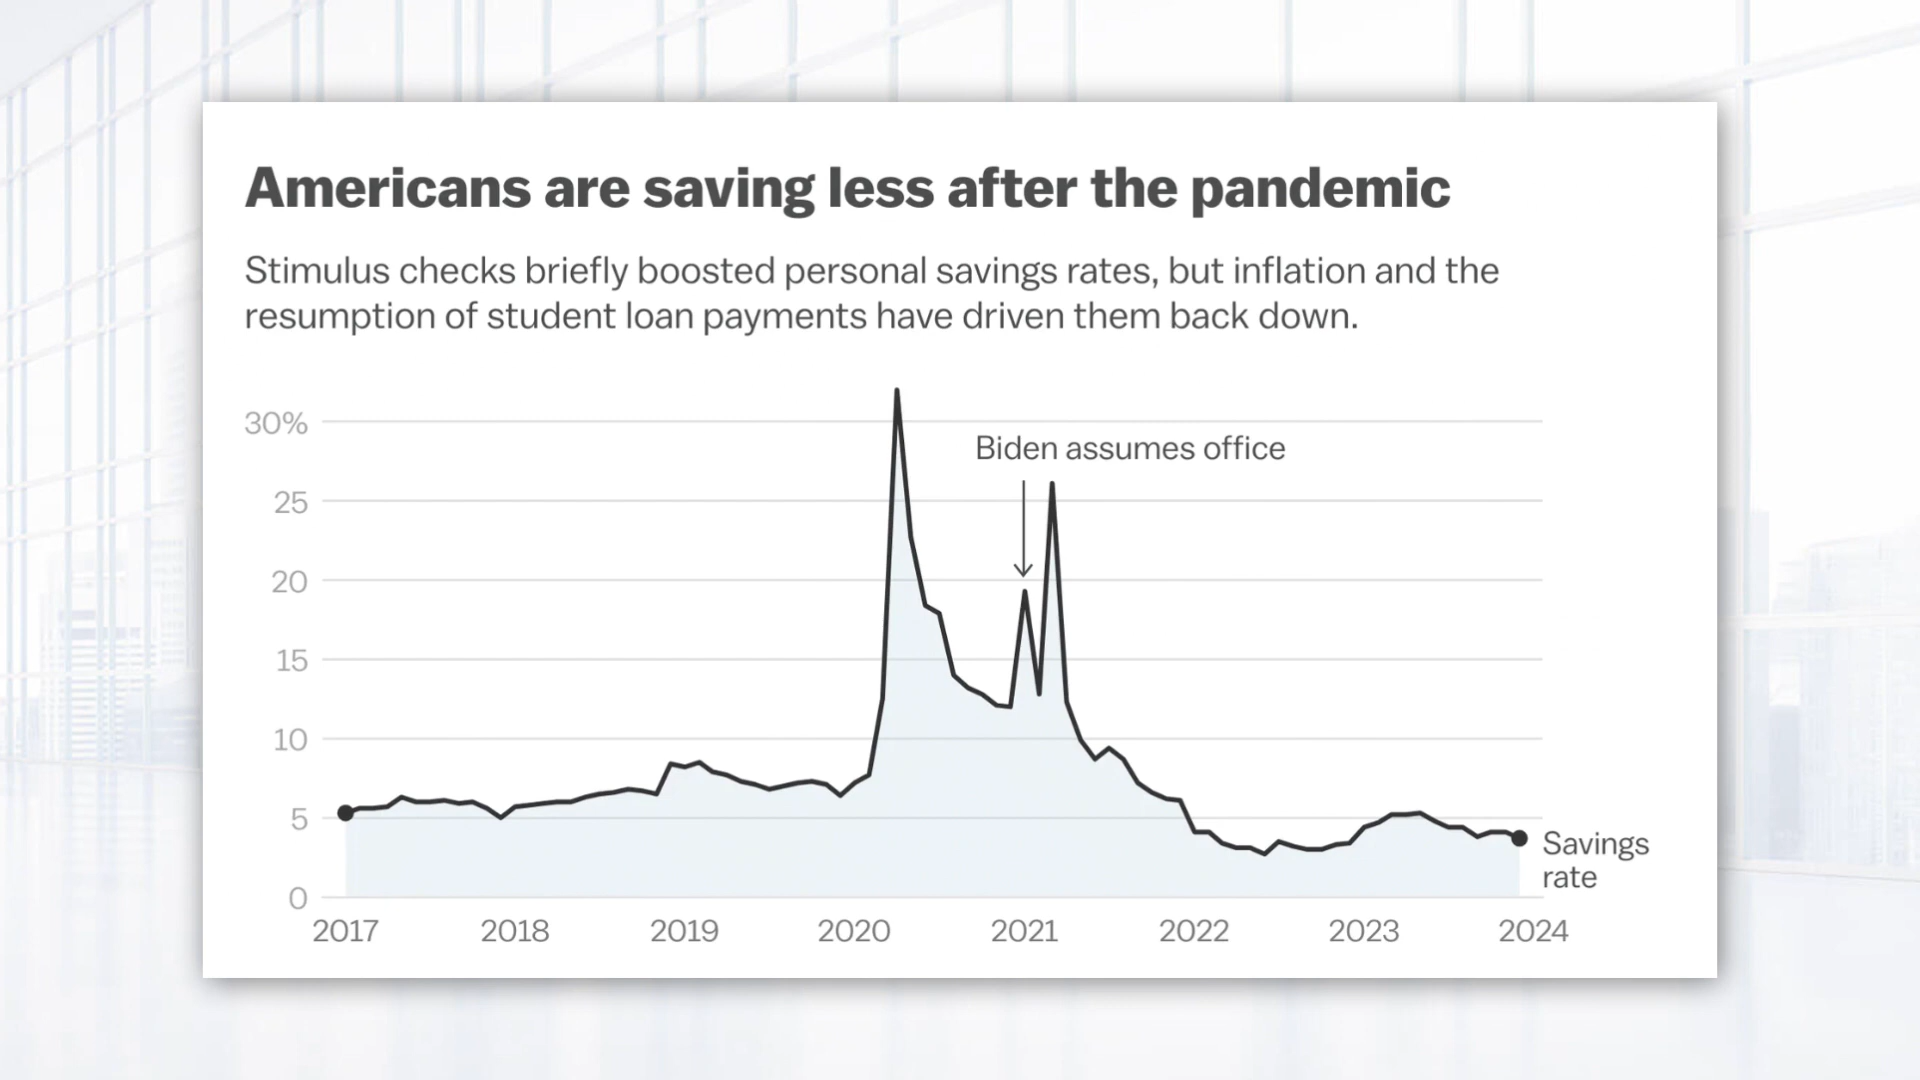 Americans are saving less after the pandemic
Stimulus checks briefly boosted personal savings rates, but inflation and the
resumption of student loan payments have driven them back down.
30%
Biden assumes office
25
20
15
10
5
Savings
rate
0
2017 2018 2019 2020 2021 2022 2023 2024